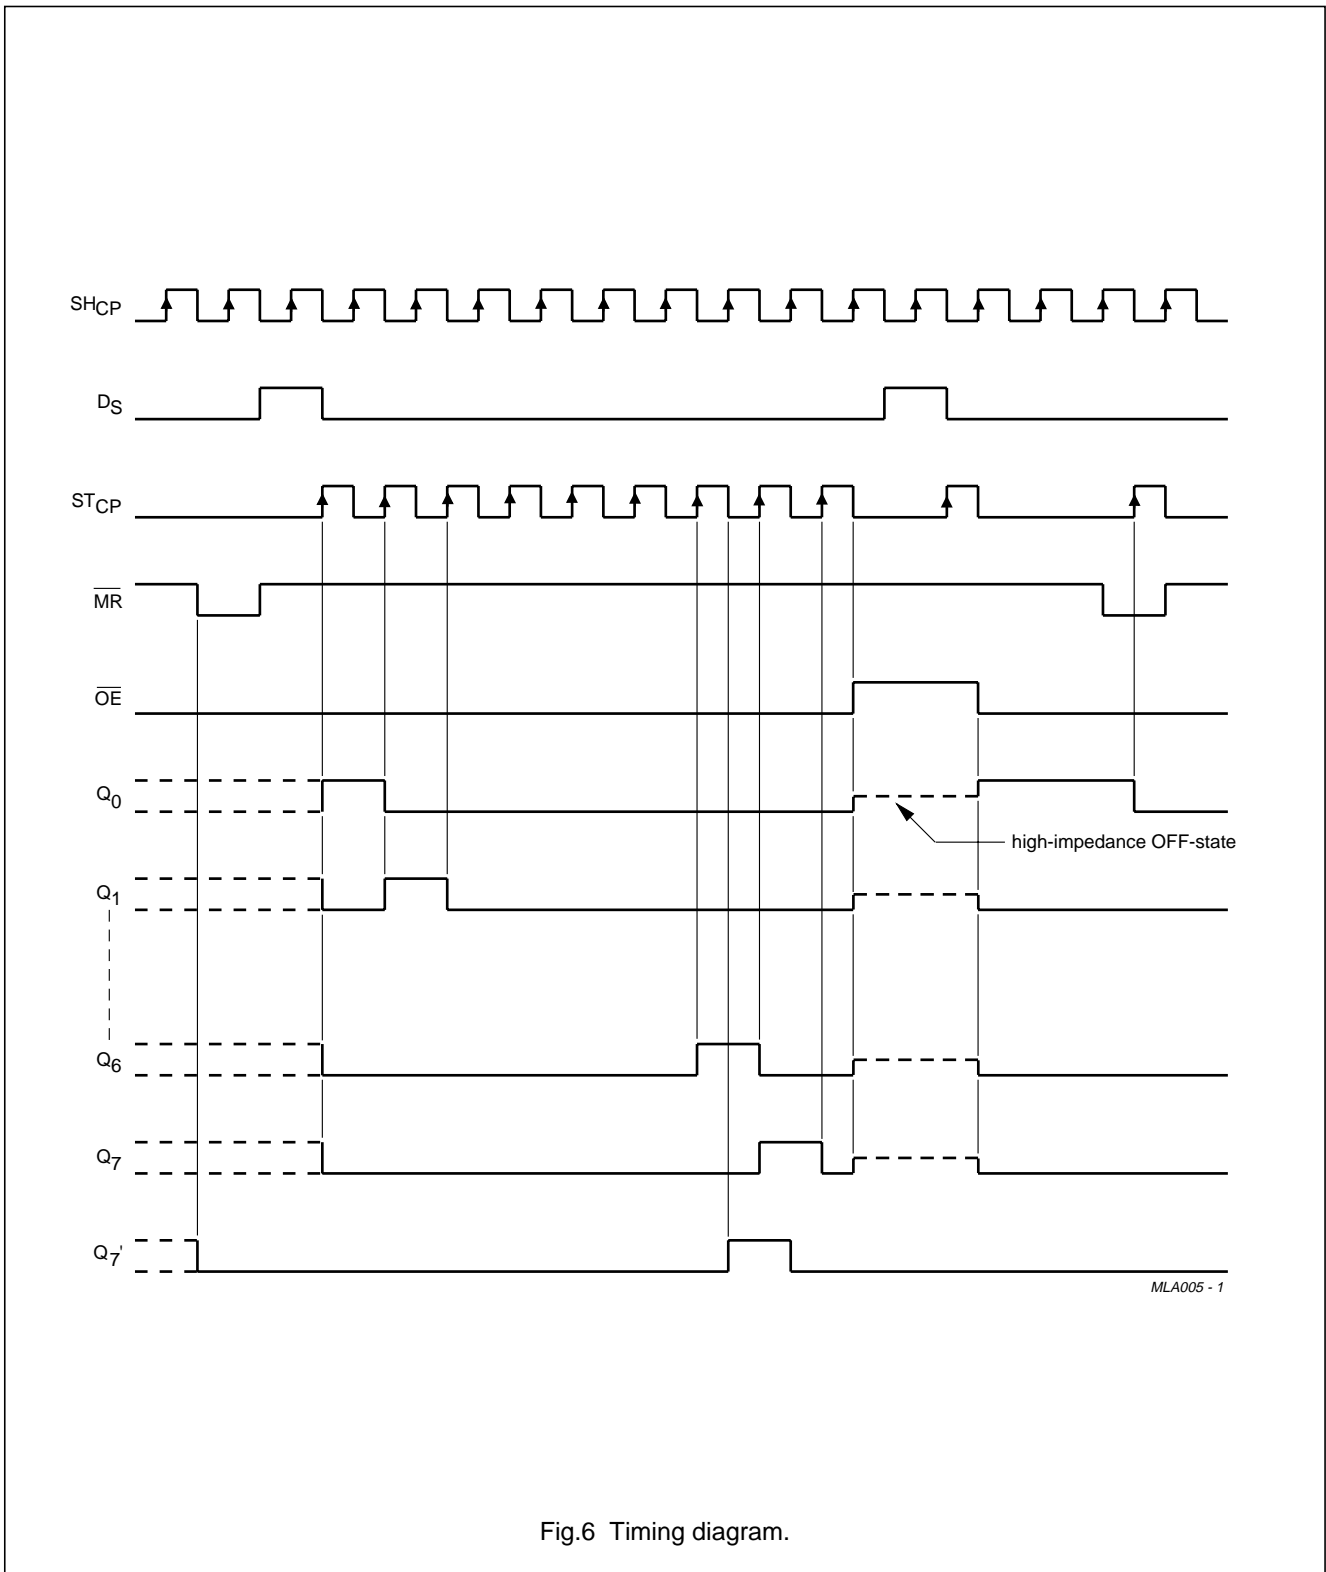 SHCP
DS
STCP
MR
OE
Q0
high-impedance OFF-state
Q1
Q6
Q7
Q7'
MLA005 - 1
Fig.6 Timing diagram.